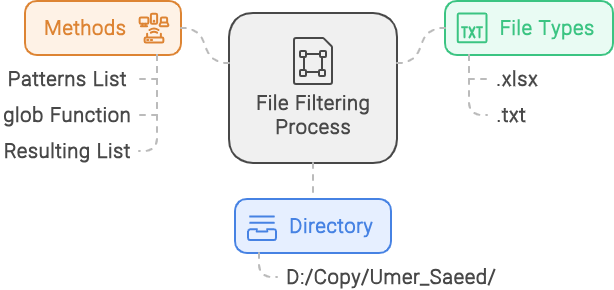 Methods
Patterns List
glob Function
Resulting List
File Filtering
Process
TXT
File Types
.xlsx
.txt
Directory
D:/Copy/Umer_Saeed/